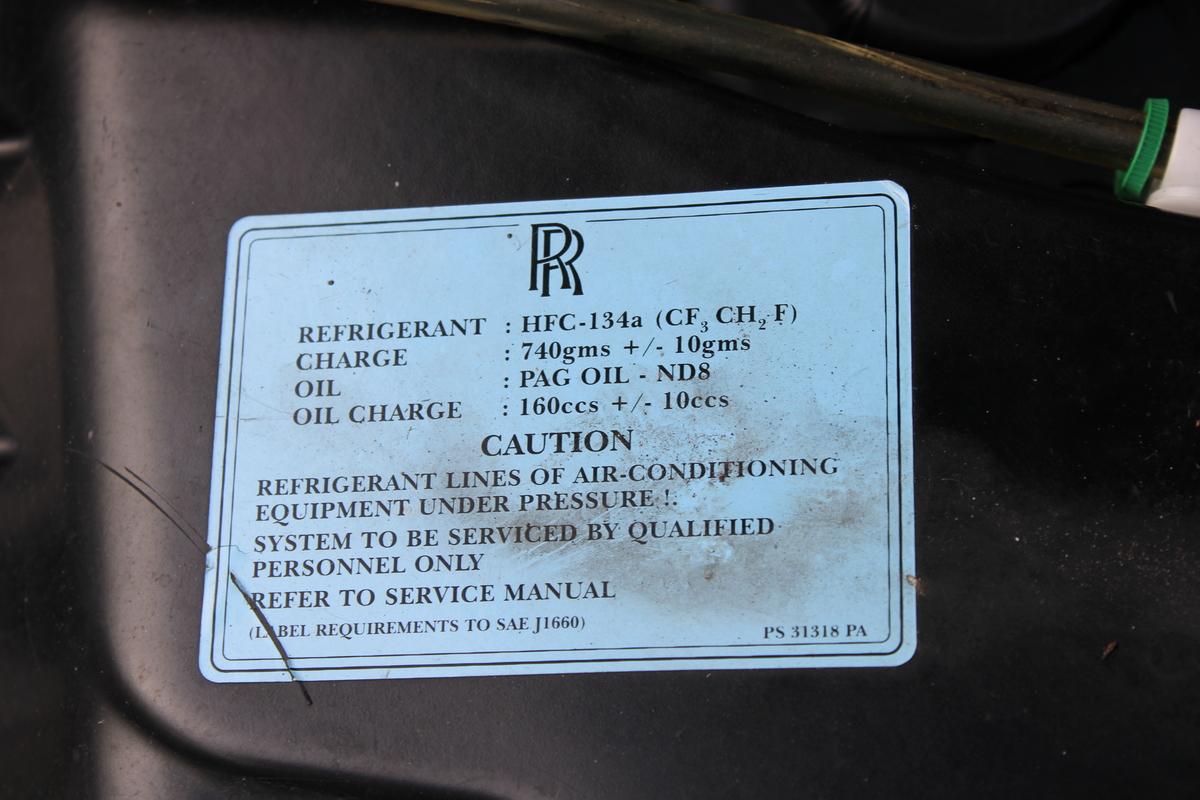 RR
REFRIGERANT : HFC-134a (CF₃ CH₂ F)
CHARGE : 740gms +/- 10gms
OIL : PAG OIL - ND8
OIL CHARGE : 160ccs +/- 10ccs
CAUTION
REFRIGERANT LINES OF AIR-CONDITIONING
EQUIPMENT UNDER PRESSURE !.
SYSTEM TO BE SERVICED BY QUALIFIED
PERSONNEL ONLY
REFER TO SERVICE MANUAL
(LABEL REQUIREMENTS TO SAE J1660) PS 31318 PA